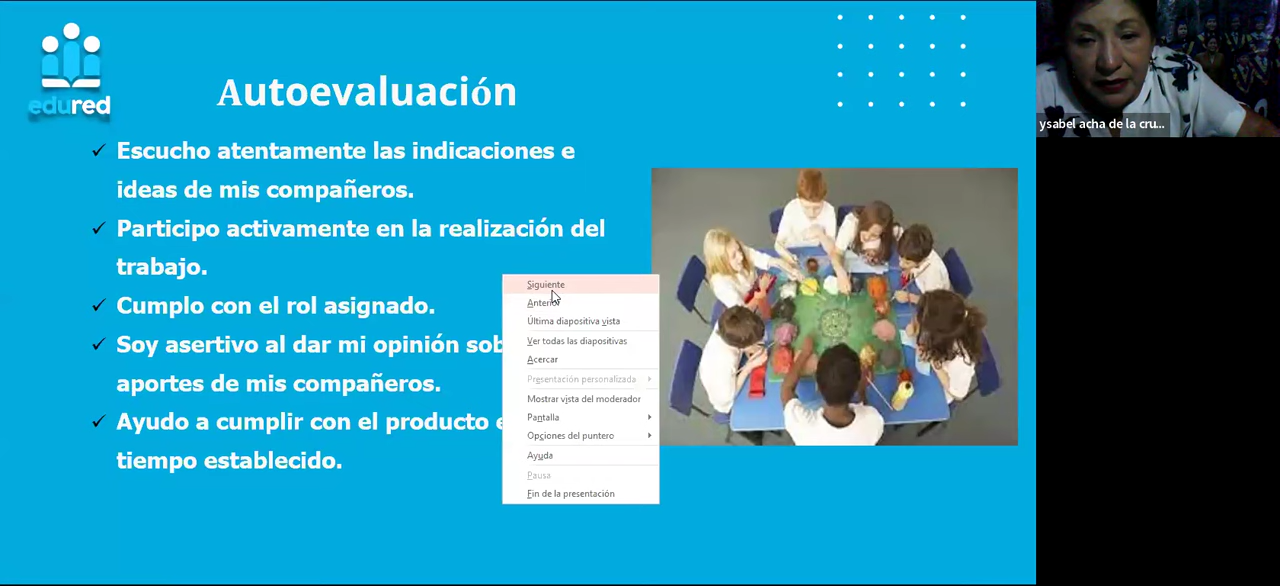 edured
Autoevaluación
✓ Escucho atentamente las indicaciones e
ideas de mis compañeros.
✓ Participo activamente en la realización del
trabajo.
✓ Cumplo con el rol asignado.
✓ Soy asertivo al dar mi opinión sob
aportes de mis compañeros.
✓ Ayudo a cumplir con el producto e
tiempo establecido.
Siguiente
Anterior
Última diapositiva vista
Ver todas las diapositivas
Acercar
Presentación personalizada
Mostrar vista del moderador
Pantalla
Opciones del puntero
Ayuda
Pausa
Fin de la presentación
ysabel acha de la cru...